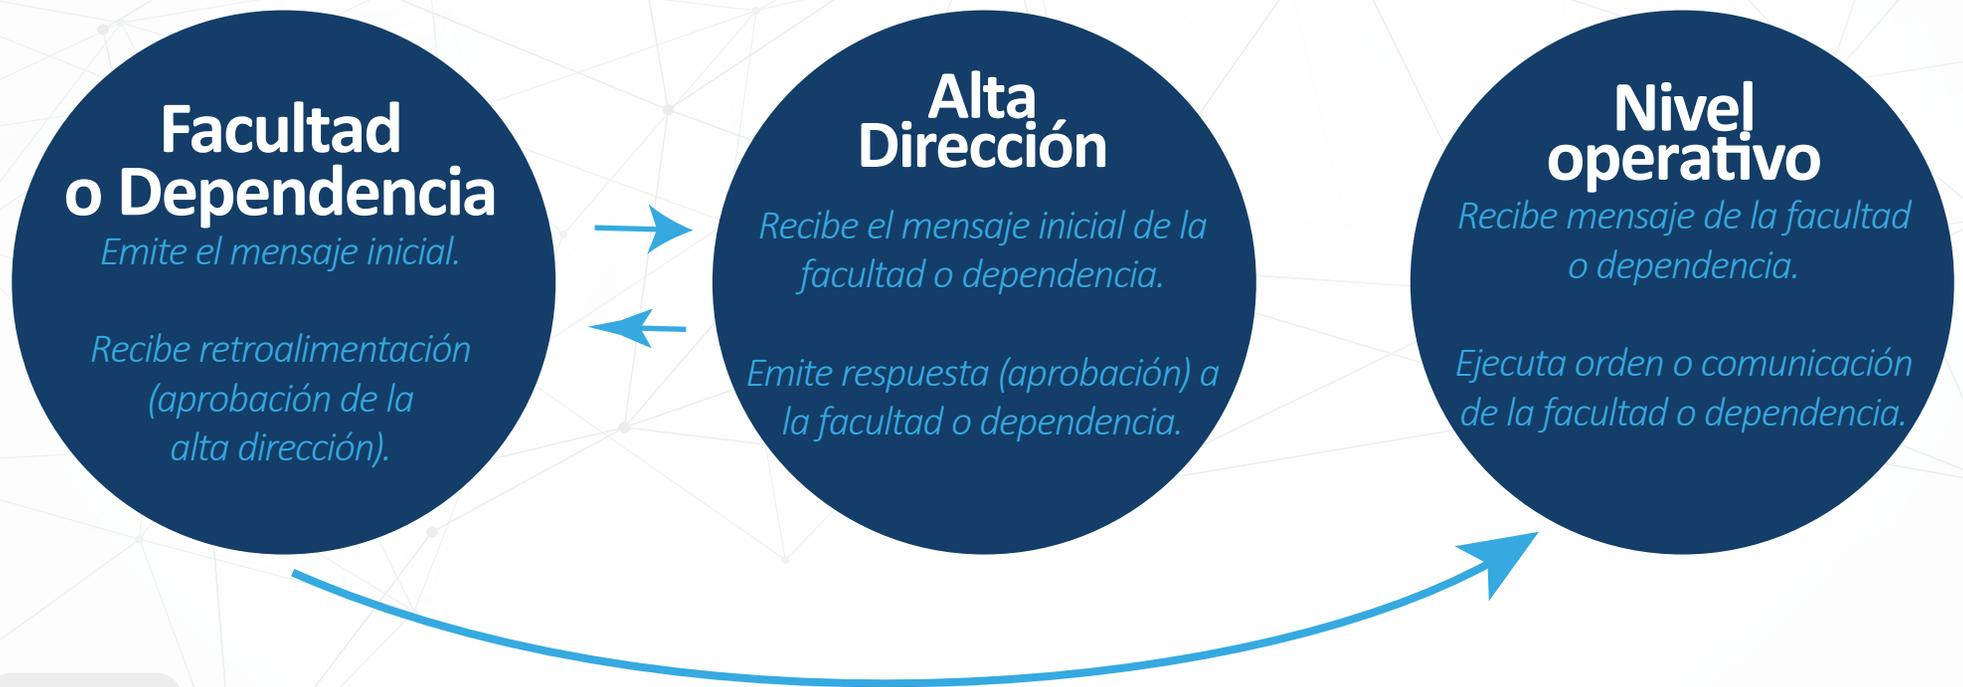 Facultad
o Dependencia
Emite el mensaje inicial.
Recibe retroalimentación
(aprobación de la
alta dirección).
Alta
Dirección
Recibe el mensaje inicial de la
facultad o dependencia.
Emite respuesta (aprobación) a
la facultad o dependencia.
Nivel
operativo
Recibe mensaje de la facultad
o dependencia.
Ejecuta orden o comunicación
de la facultad o dependencia.